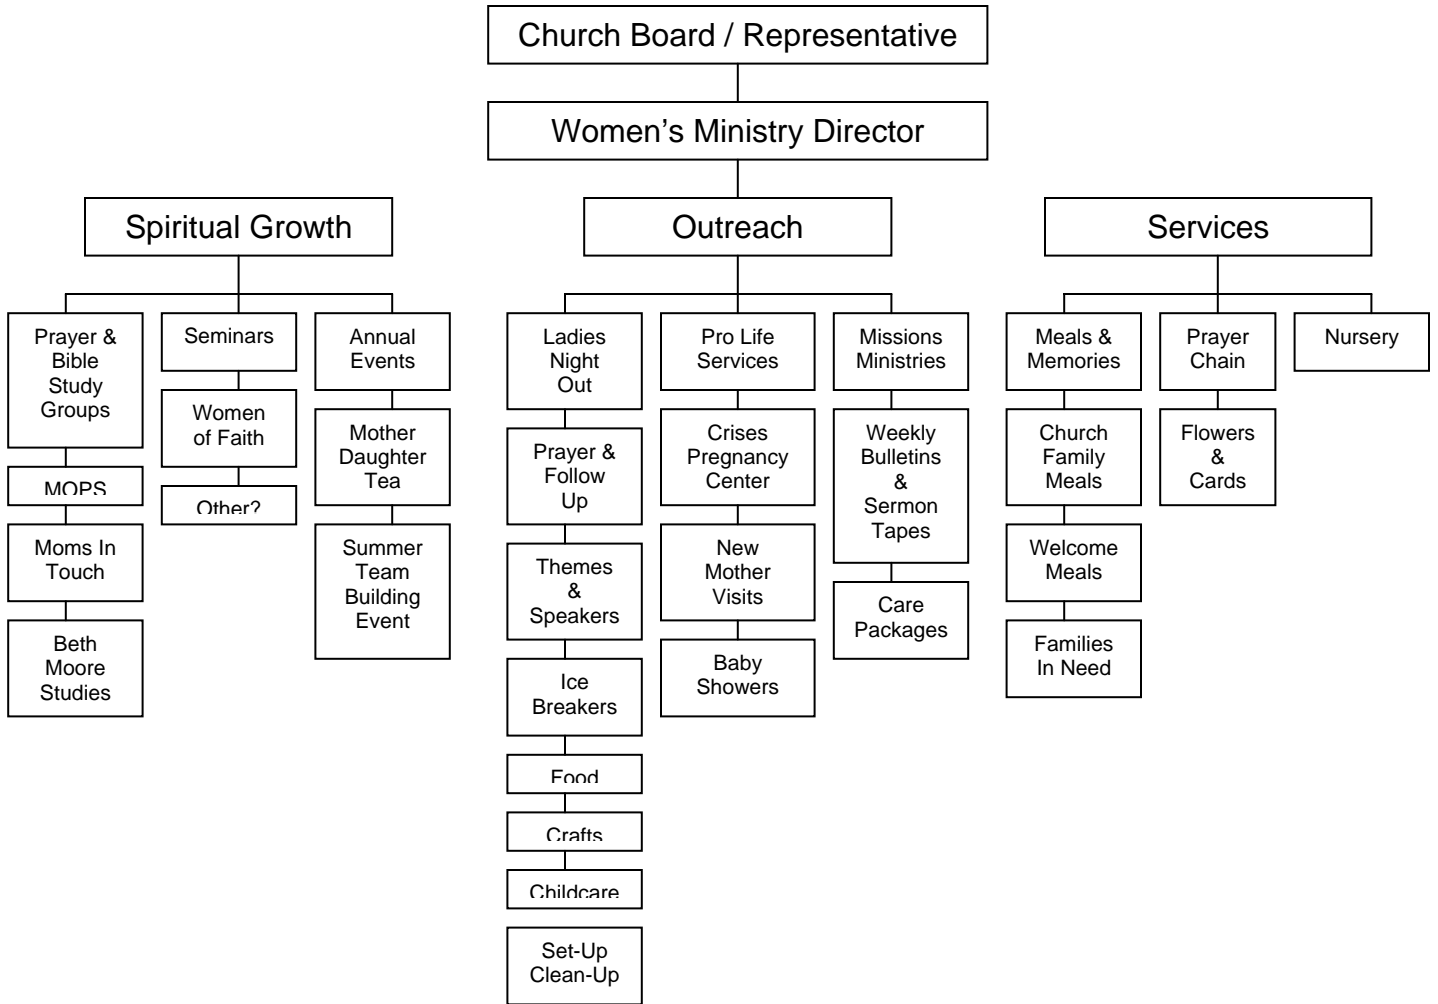 Church Board / Representative
Women’s Ministry Director
Spiritual Growth
Outreach
Services
Prayer &
Bible
Study
Groups
MOPS
Moms In
Touch
Beth
Moore
Studies
Seminars
Women
of Faith
Other?
Annual
Events
Mother
Daughter
Tea
Summer
Team
Building
Event
Ladies
Night
Out
Prayer &
Follow
Up
Themes
&
Speakers
Ice
Breakers
Food
Crafts
Childcare
Set-Up
Clean-Up
Pro Life
Services
Crises
Pregnancy
Center
New
Mother
Visits
Baby
Showers
Missions
Ministries
Weekly
Bulletins
&
Sermon
Tapes
Care
Packages
Meals &
Memories
Church
Family
Meals
Welcome
Meals
Families
In Need
Prayer
Chain
Flowers
&
Cards
Nursery